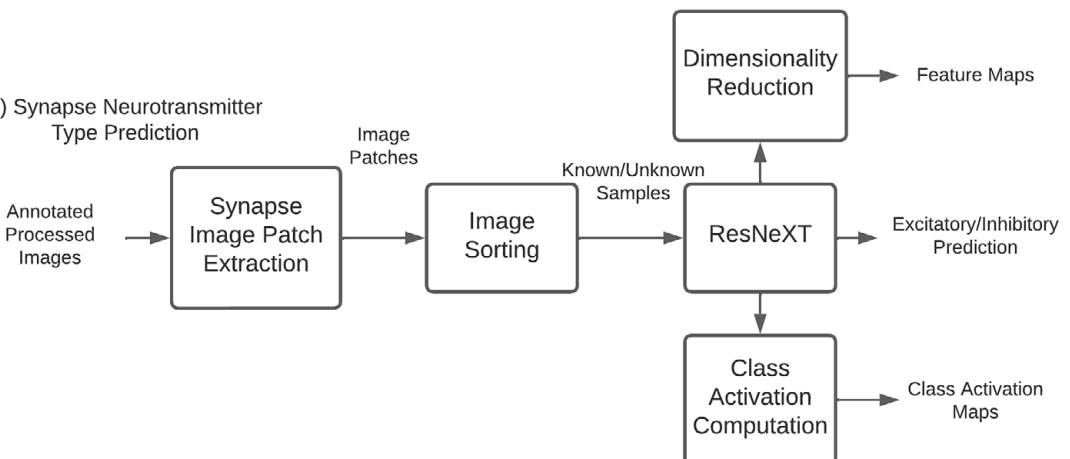 ) Synapse Neurotransmitter
Type Prediction
Annotated
Processed
Images
Synapse
Image Patch
Extraction
Image
Patches
Image
Sorting
Known/Unknown
Samples
ResNeXT
Dimensionality
Reduction
Feature Maps
Excitatory/Inhibitory
Prediction
Class
Activation
Computation
Class Activation
Maps